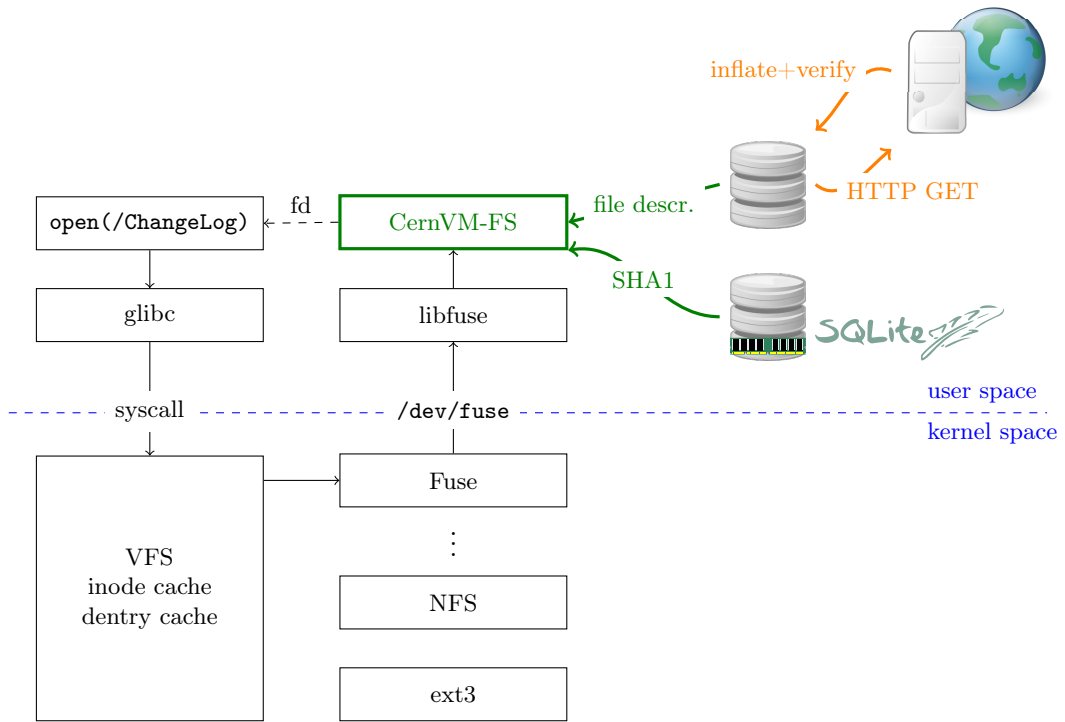 inflate+verify
HTTP GET
file descr.
fd
open(/ChangeLog)
CernVM-FS
SHA1
glibc
libfuse
SQLite
user space
syscall
/dev/fuse
kernel space
Fuse
VFS
inode cache
dentry cache
⋮
NFS
ext3